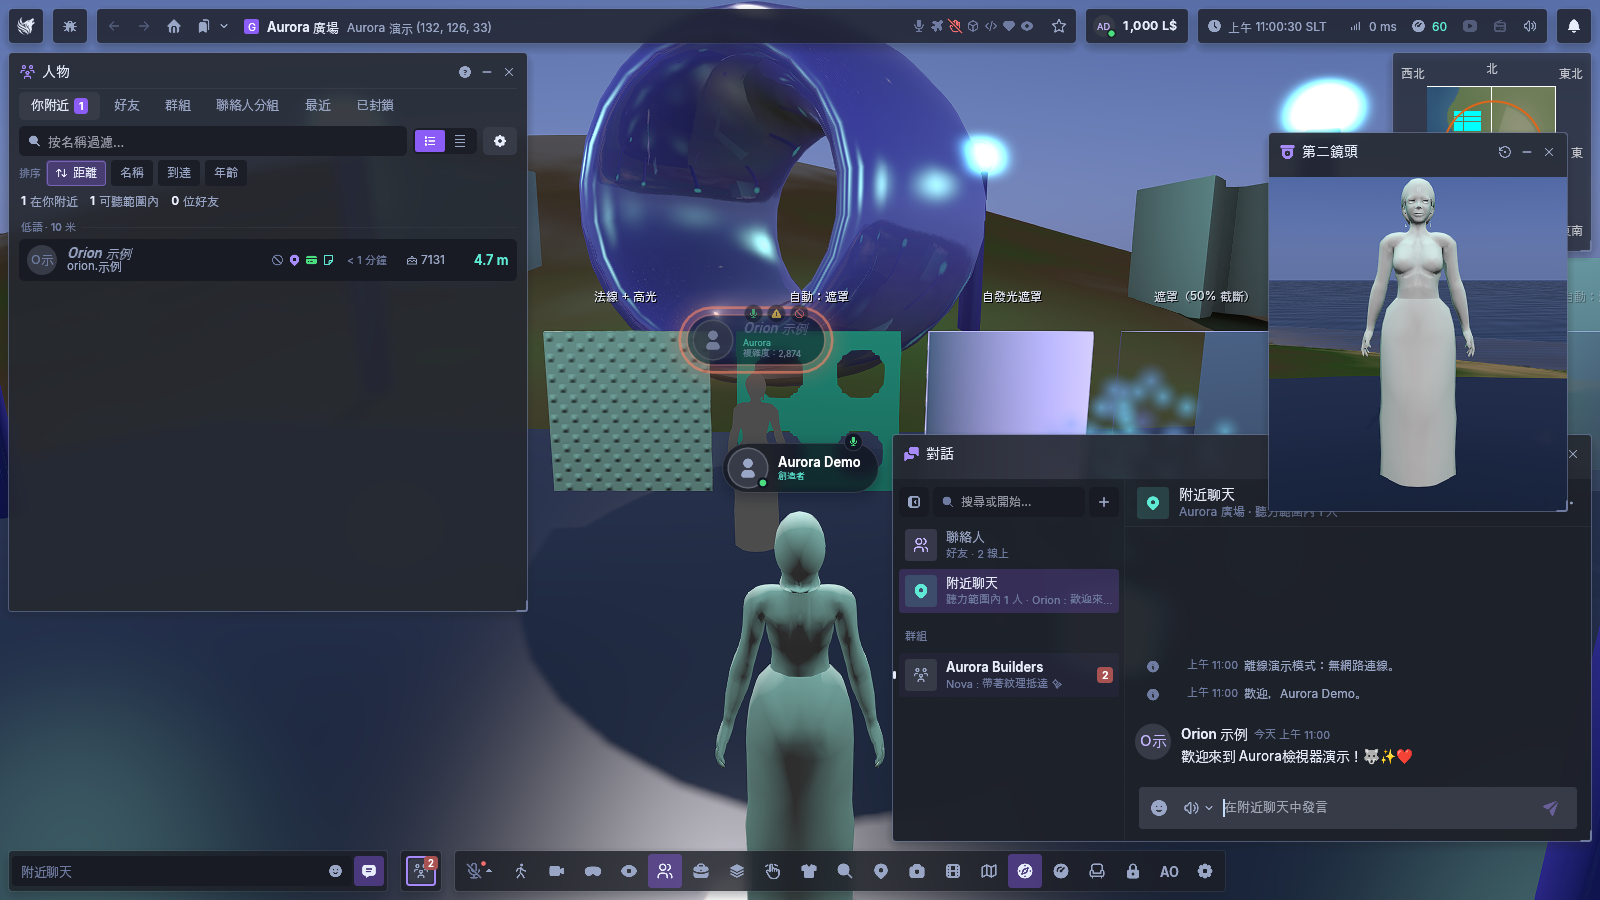 G Aurora 廣場 Aurora 演示 (132, 126, 33)
AD 1,000 L$
上午 11:00:30 SLT 0 ms 60
人物
你附近 1 好友 群組 聯絡人分組 最近 已封鎖
按名稱過濾...
排序 距離 名稱 到達 年齡
1 在你附近 1 可聽範圍內 0 位好友
低語 · 10 米
O示 Orion 示例
orion.示例
< 1 分鐘 7131 4.7 m
西北 北 東北
東
東南
第二鏡頭
法線 + 高光
自動：遮罩
自發光遮罩
遮罩（50% 截斷）
自動：
Orion 示例
Aurora
複雜度：2,874
Aurora Demo
創造者
對話
搜尋或開始...
聯絡人
好友 · 2 線上
附近聊天
聽力範圍內 1 人 · Orion : 歡迎來...
群組
Aurora Builders
Nova : 帶著紋理抵達
2
附近聊天
Aurora 廣場 · 聽力範圍內 1 人
上午 11:00 離線演示模式：無網路連線。
上午 11:00 歡迎，Aurora Demo。
O示 Orion 示例 今天 上午 11:00
歡迎來到 Aurora檢視器演示！🐺✨❤️
在附近聊天中發言
附近聊天
2
AO